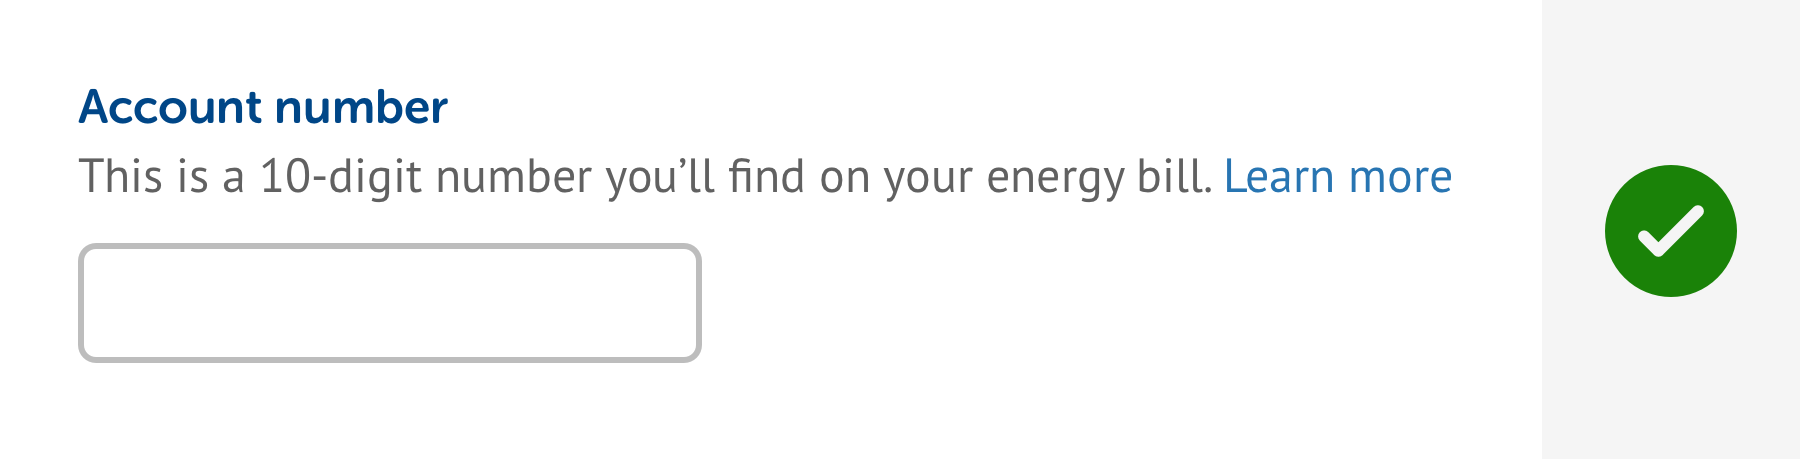 Account number
This is a 10-digit number you’ll find on your energy bill. Learn more